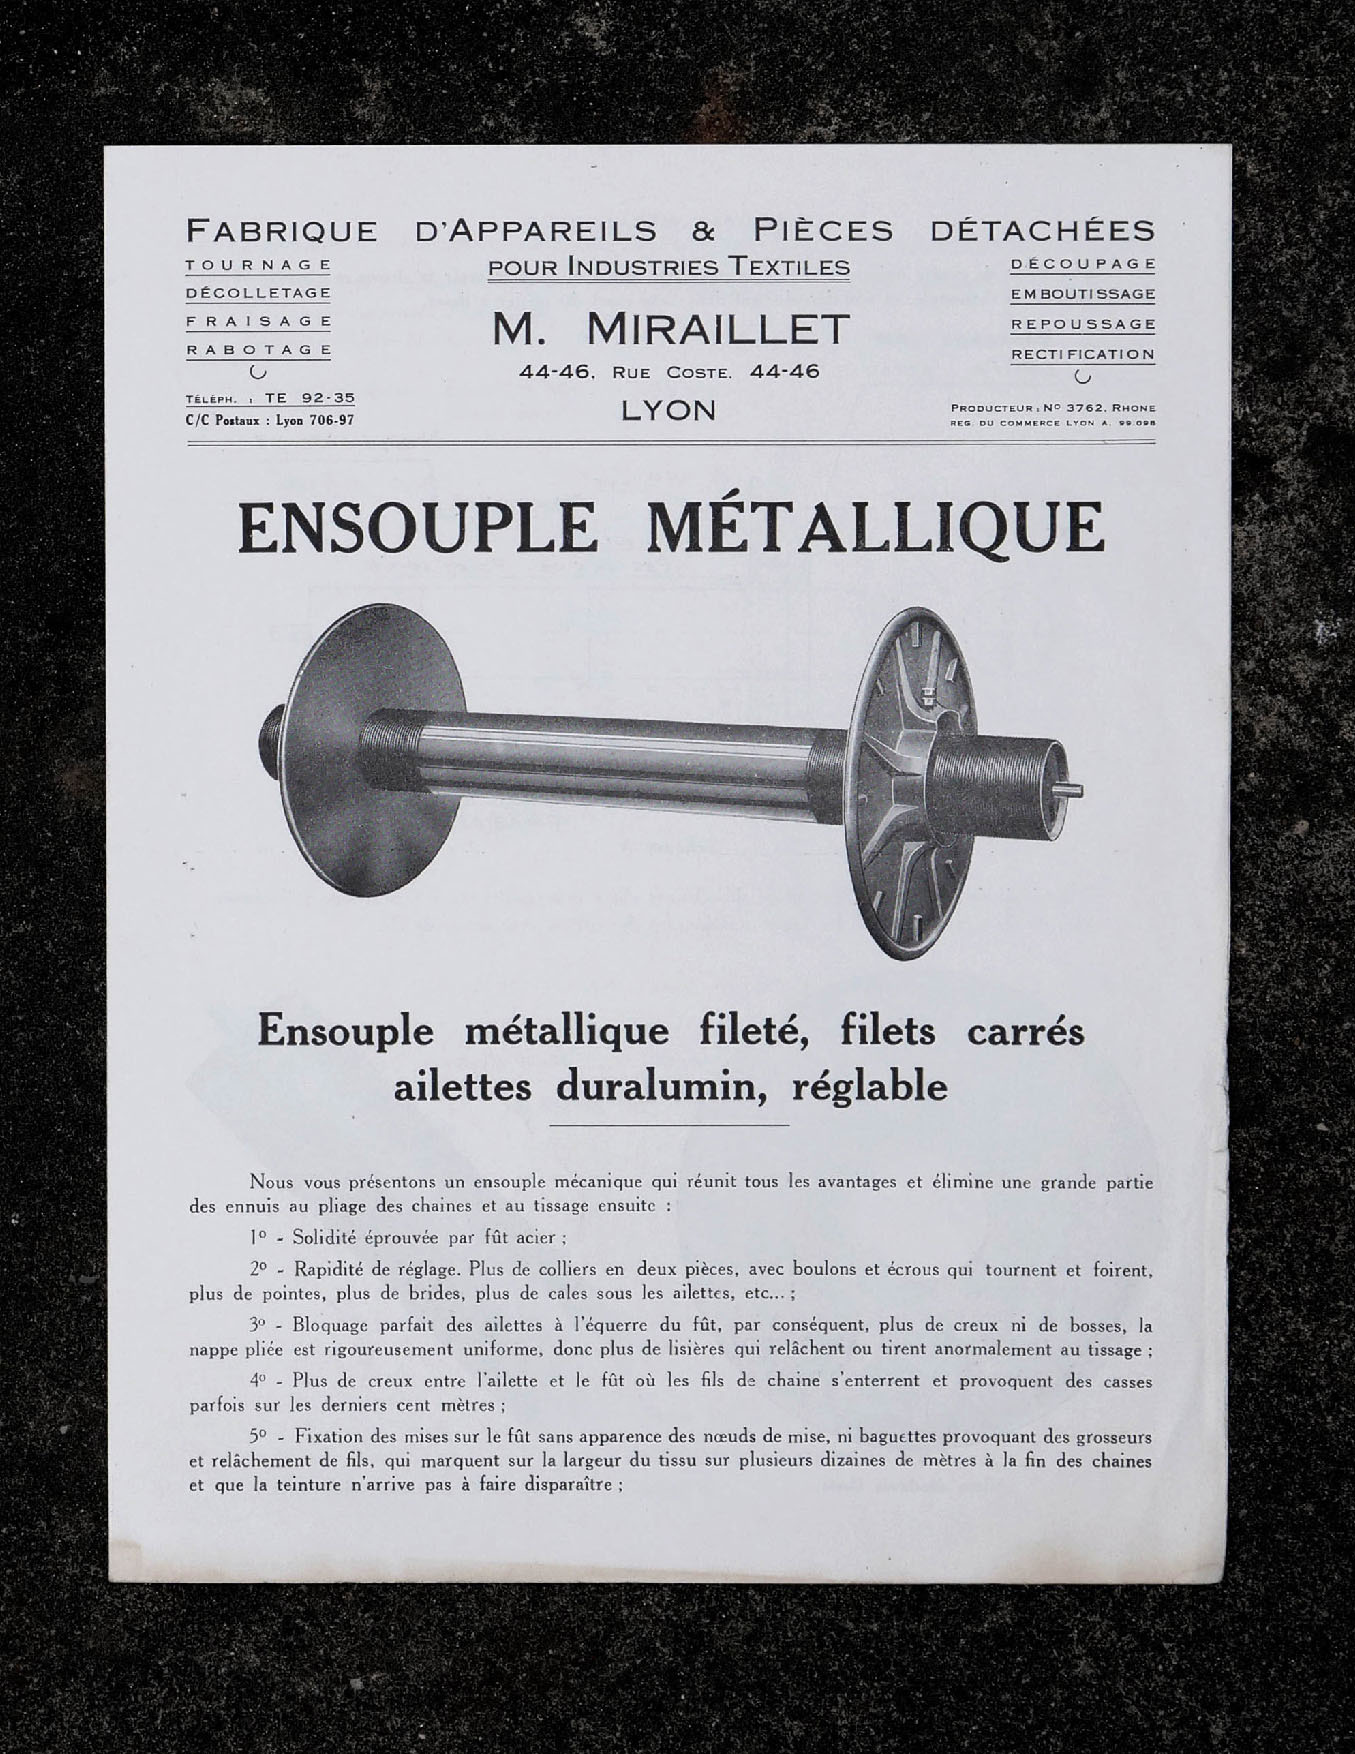 FABRIQUE D'APPAREILS & PIÈCES DÉTACHÉES
POUR INDUSTRIES TEXTILES
TOURNAGE
DÉCOLLETAGE
FRAISAGE
RABOTAGE
TÉLÉPH. : TE 92-35
C/C Postaux : Lyon 706-97
M. MIRAILLET
44-46, RUE COSTE. 44-46
LYON
DÉCOUPAGE
EMBOUTISSAGE
REPOUSSAGE
RECTIFICATION
PRODUCTEUR : No 3762, RHONE
REG. DU COMMERCE LYON A. 99.098
ENSOUPLE MÉTALLIQUE
Ensouple métallique fileté, filets carrés
ailettes duralumin, réglable
Nous vous présentons un ensouple mécanique qui réunit tous les avantages et élimine une grande partie
des ennuis au pliage des chaines et au tissage ensuite :
1o - Solidité éprouvée par fût acier ;
2o - Rapidité de réglage. Plus de colliers en deux pièces, avec boulons et écrous qui tournent et foirent,
plus de pointes, plus de brides, plus de cales sous les ailettes, etc... ;
3o - Bloquage parfait des ailettes à l'équerre du fût, par conséquent, plus de creux ni de bosses, la
nappe pliée est rigoureusement uniforme, donc plus de lisières qui relâchent ou tirent anormalement au tissage ;
4o - Plus de creux entre l'ailette et le fût où les fils de chaine s'enterrent et provoquent des casses
parfois sur les derniers cent mètres ;
5o - Fixation des mises sur le fût sans apparence des nœuds de mise, ni baguettes provoquant des grosseurs
et relâchement de fils, qui marquent sur la largeur du tissu sur plusieurs dizaines de mètres à la fin des chaines
et que la teinture n'arrive pas à faire disparaître ;